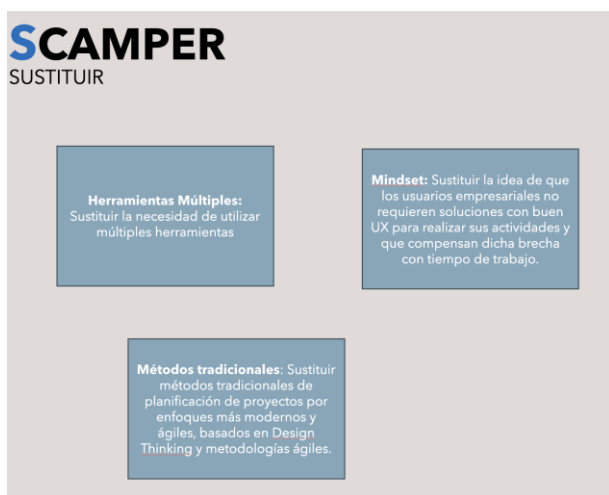 SCAMPER
SUSTITUIR
Herramientas Múltiples:
Sustituir la necesidad de utilizar
múltiples herramientas
Mindset: Sustituir la idea de que
los usuarios empresariales no
requieren soluciones con buen
UX para realizar sus actividades y
que compensan dicha brecha
con tiempo de trabajo.
Métodos tradicionales: Sustituir
métodos tradicionales de
planificación de proyectos por
enfoques más modernos y
ágiles, basados en Design
Thinking y metodologías ágiles.